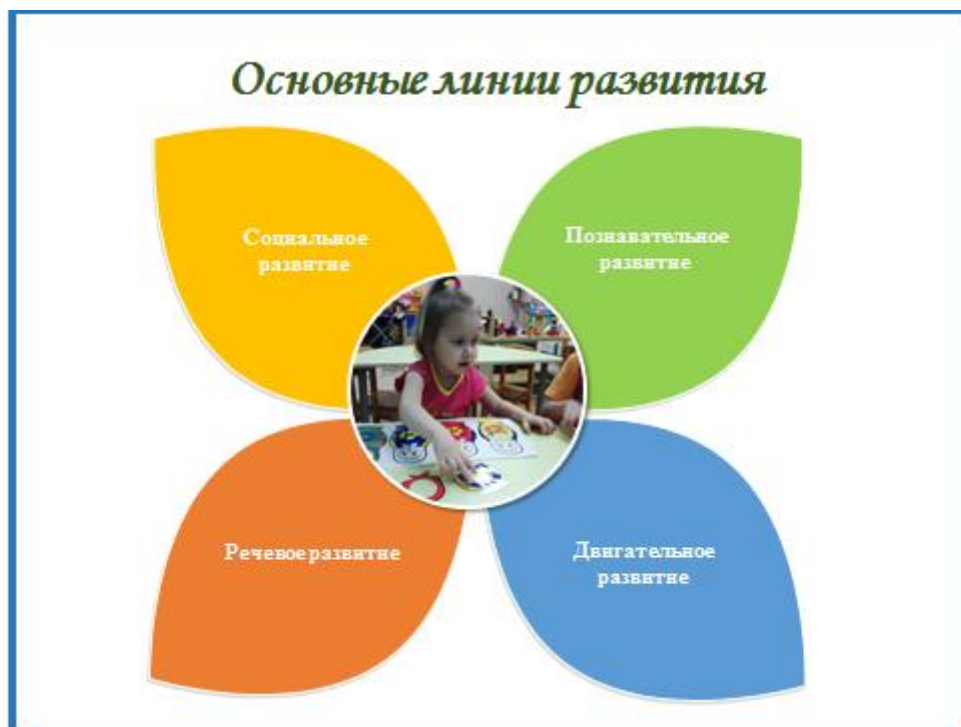 Основные линии развития
Социальное
развитие
Познавательное
развитие
Речевое развитие
Двигательное
развитие